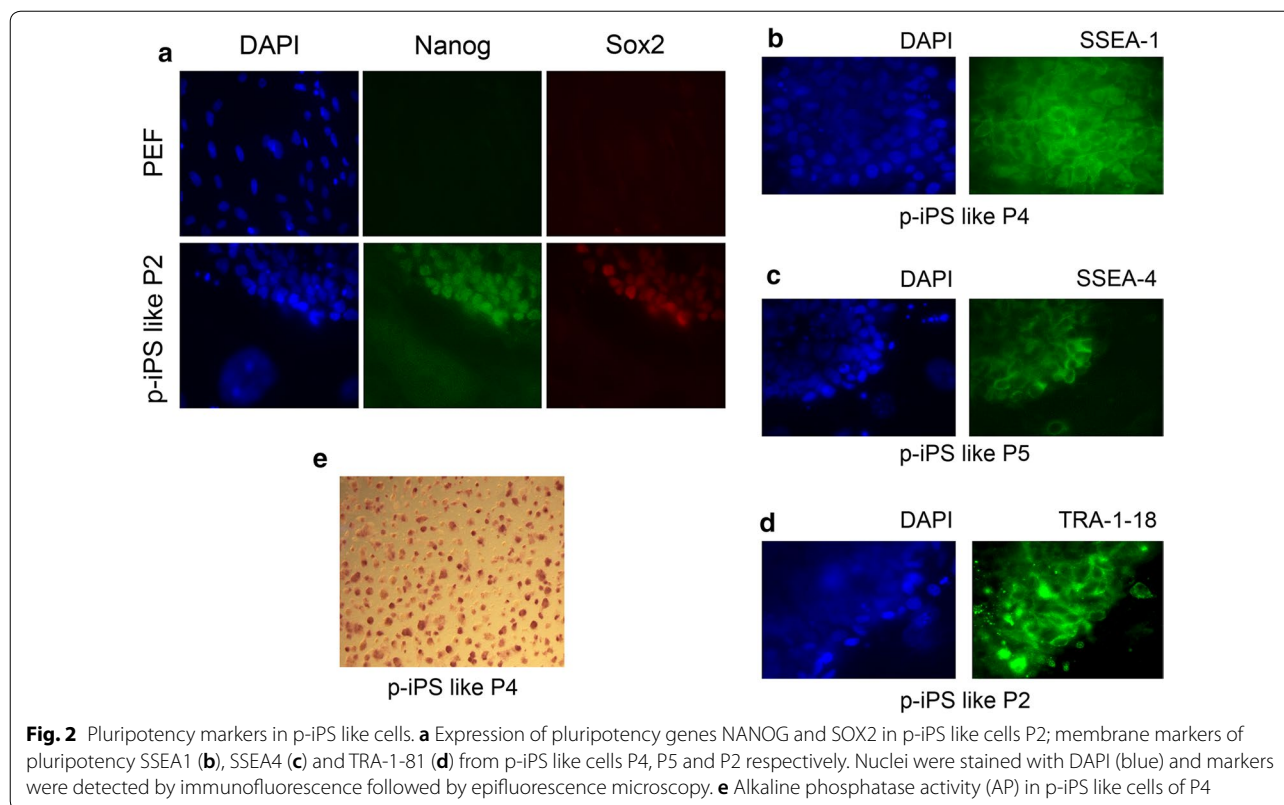 a
DAPI Nanog Sox2
PEF
p-iPS like P2
b
DAPI SSEA-1
p-iPS like P4
c
DAPI SSEA-4
p-iPS like P5
d
DAPI TRA-1-18
p-iPS like P2
e
p-iPS like P4
Fig. 2 Pluripotency markers in p-iPS like cells. a Expression of pluripotency genes NANOG and SOX2 in p-iPS like cells P2; membrane markers of
pluripotency SSEA1 (b), SSEA4 (c) and TRA-1-81 (d) from p-iPS like cells P4, P5 and P2 respectively. Nuclei were stained with DAPI (blue) and markers
were detected by immunofluorescence followed by epifluorescence microscopy. e Alkaline phosphatase activity (AP) in p-iPS like cells of P4